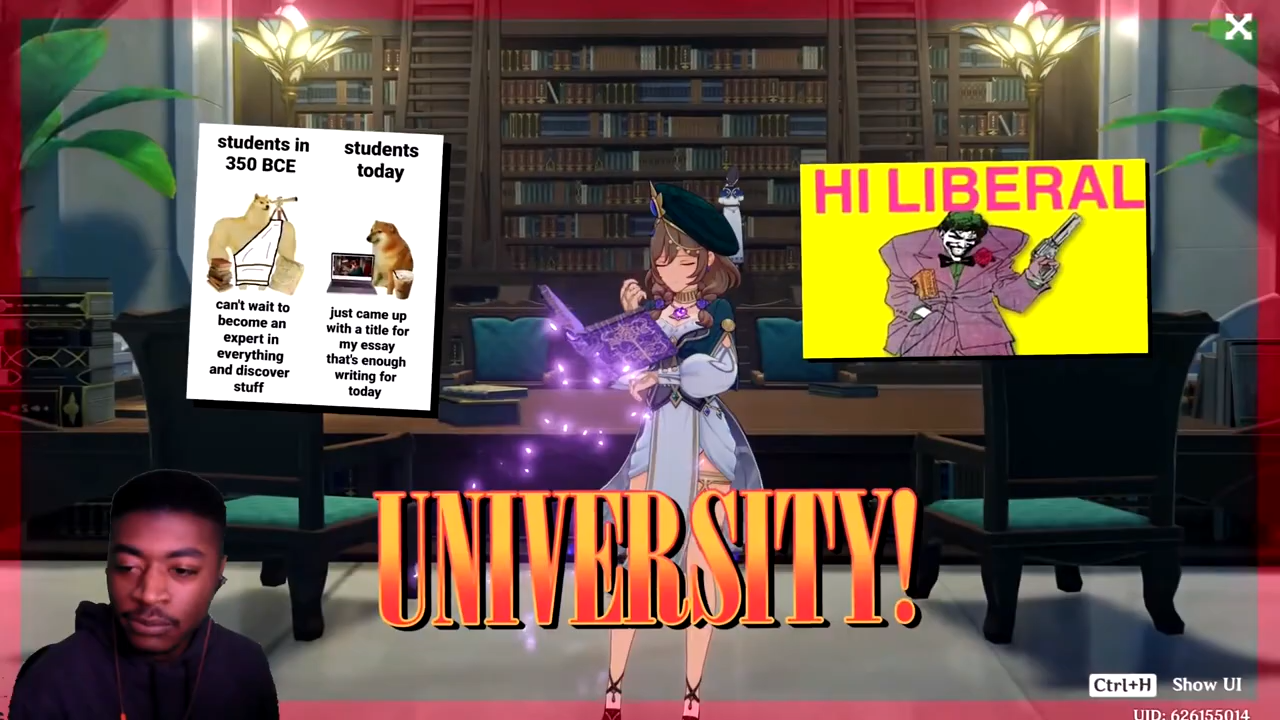 students in
350 BCE
students
today
can't wait to
become an
expert in
everything
and discover
stuff
just came up
with a title for
my essay
that's enough
writing for
today
HI LIBERAL
UNIVERSITY!
Ctrl+H Show UI
UID: 626155014